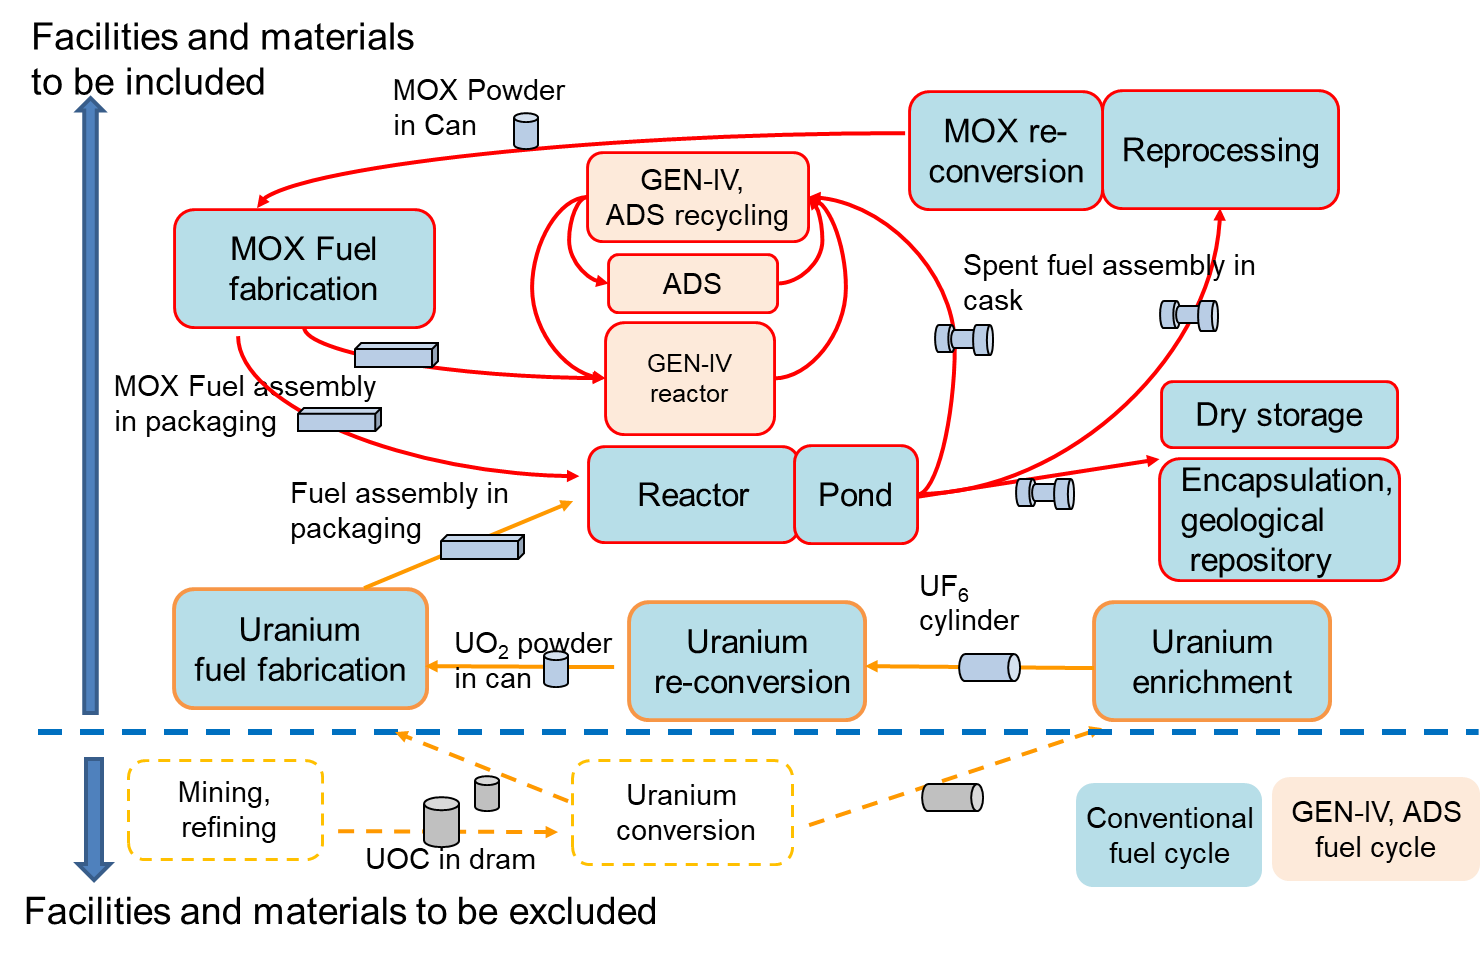 Facilities and materials
to be included
MOX Powder
in Can
MOX re-
conversion
Reprocessing
GEN-IV,
ADS recycling
MOX Fuel
fabrication
ADS
Spent fuel assembly in
cask
GEN-IV
reactor
MOX Fuel assembly
in packaging
Dry storage
Reactor
Pond
Encapsulation,
geological
repository
Fuel assembly in
packaging
Uranium
fuel fabrication
UO₂ powder
in can
Uranium
re-conversion
UF₆
cylinder
Uranium
enrichment
Mining,
refining
UOC in dram
Uranium
conversion
Conventional
fuel cycle
GEN-IV, ADS
fuel cycle
Facilities and materials to be excluded